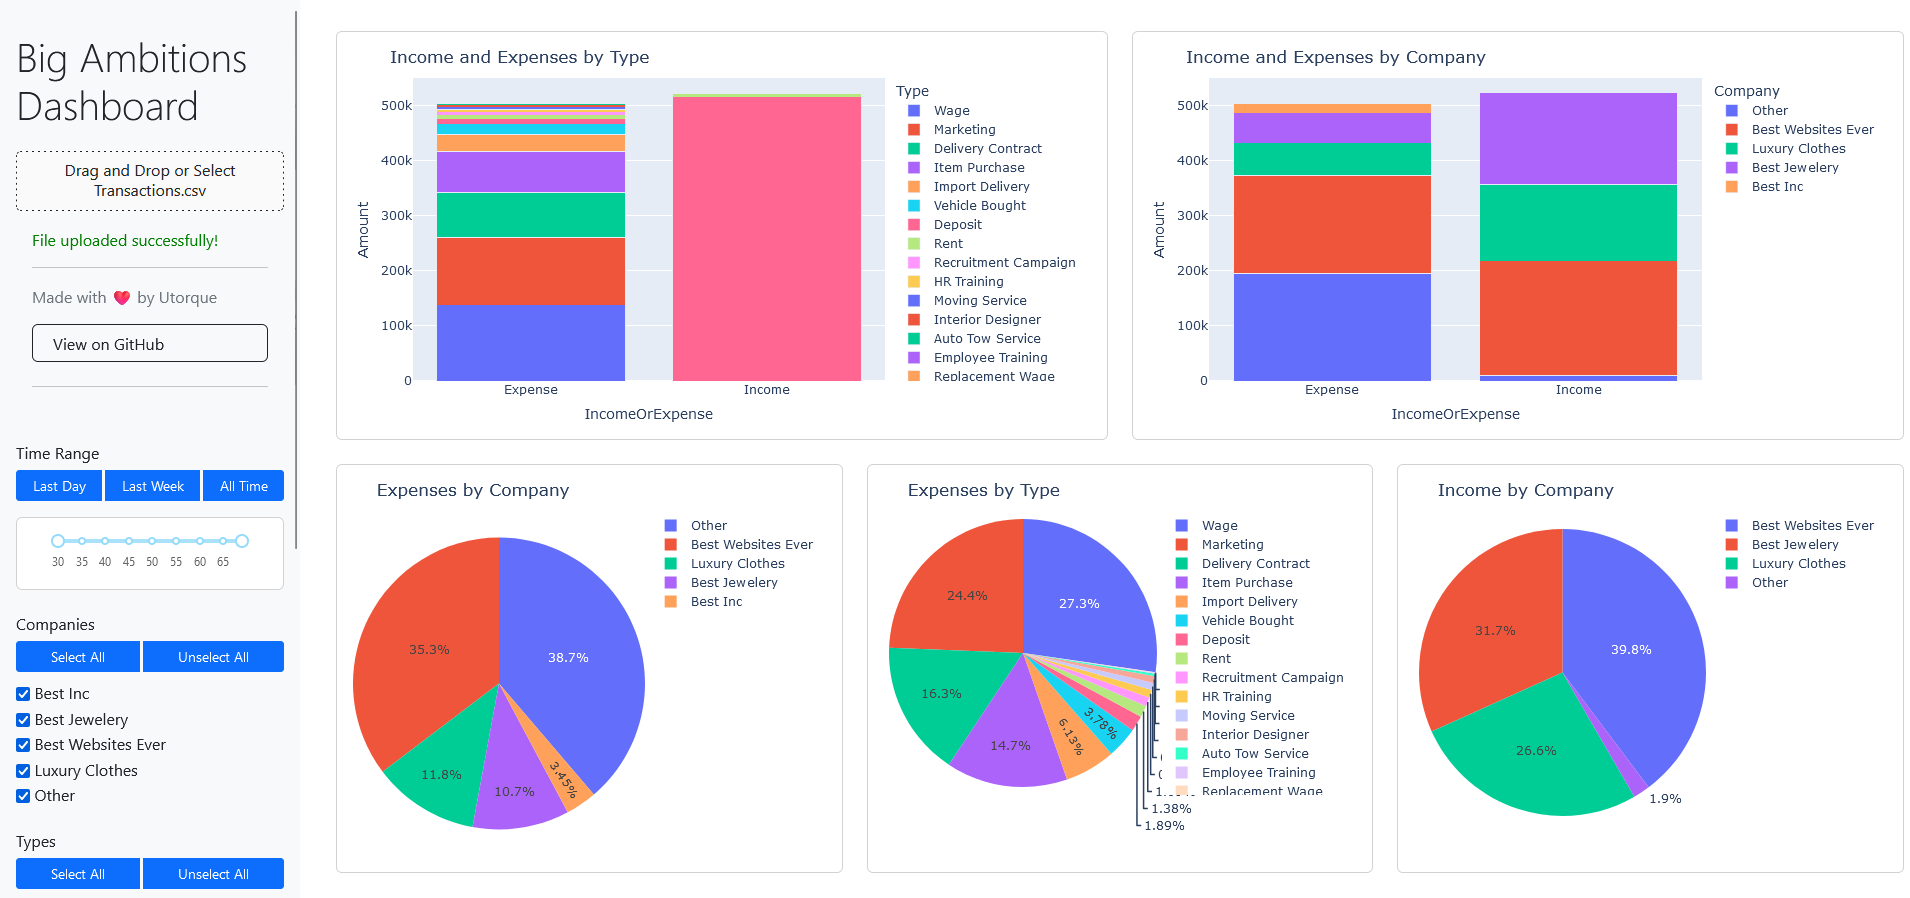 Big Ambitions
Dashboard
Drag and Drop or Select
Transactions.csv
File uploaded successfully!
Made with ❤ by Utorque
View on GitHub
Time Range
Last Day
Last Week
All Time
30 35 40 45 50 55 60 65
Companies
Select All
Unselect All
Best Inc
Best Jewelery
Best Websites Ever
Luxury Clothes
Other
Types
Select All
Unselect All
Income and Expenses by Type
Amount
500k
400k
300k
200k
100k
0
Expense
Income
IncomeOrExpense
Type
Wage
Marketing
Delivery Contract
Item Purchase
Import Delivery
Vehicle Bought
Deposit
Rent
Recruitment Campaign
HR Training
Moving Service
Interior Designer
Auto Tow Service
Employee Training
Replacement Wage
Income and Expenses by Company
Amount
500k
400k
300k
200k
100k
0
Expense
Income
IncomeOrExpense
Company
Other
Best Websites Ever
Luxury Clothes
Best Jewelery
Best Inc
Expenses by Company
38.7%
35.3%
11.8%
10.7%
3.45%
Other
Best Websites Ever
Luxury Clothes
Best Jewelery
Best Inc
Expenses by Type
27.3%
24.4%
16.3%
14.7%
6.13%
3.78%
1.38%
1.89%
Wage
Marketing
Delivery Contract
Item Purchase
Import Delivery
Vehicle Bought
Deposit
Rent
Recruitment Campaign
HR Training
Moving Service
Interior Designer
Auto Tow Service
Employee Training
Replacement Wage
Income by Company
39.8%
31.7%
26.6%
1.9%
Best Websites Ever
Best Jewelery
Luxury Clothes
Other